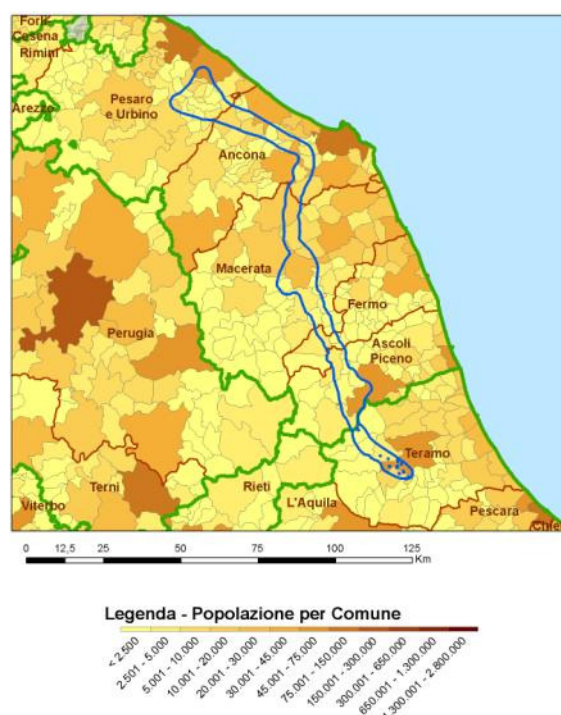 Forlì-
Cesena
Rimini
Arezzo
Pesaro
e Urbino
Ancona
Macerata
Fermo
Perugia
Ascoli
Piceno
Teramo
Terni
Rieti
Viterbo
L'Aquila
Pescara
Chieti
0 12,5 25 50 75 100 125
Km
Legenda - Popolazione per Comune
< 2.500
2.501 - 5.000
5.001 - 10.000
10.001 - 20.000
20.001 - 30.000
30.001 - 45.000
45.001 - 75.000
75.001 - 150.000
150.001 - 300.000
300.001 - 650.000
650.001 - 1.300.000
1.300.001 - 2.800.000